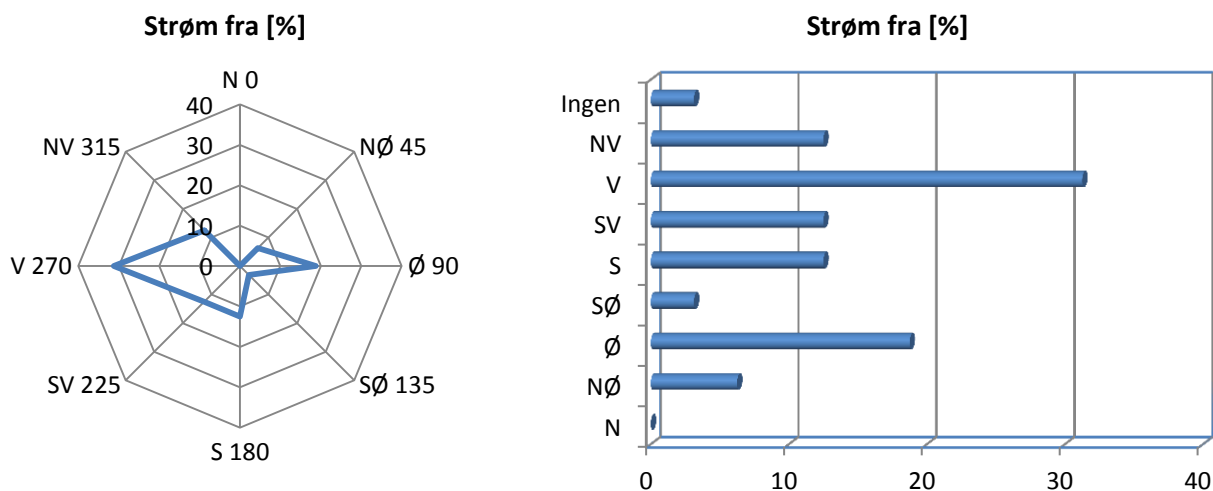 Strøm fra [%]
N 0
40
30
20
10
0
NV 315
NØ 45
V 270
Ø 90
SV 225
SØ 135
S 180
Strøm fra [%]
Ingen
NV
V
SV
S
SØ
Ø
NØ
N
0 10 20 30 40